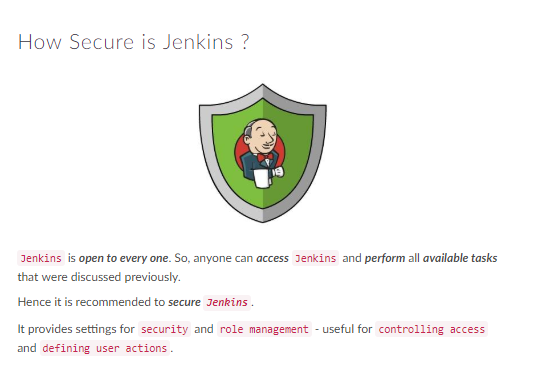 How Secure is Jenkins ?
Jenkins is open to every one. So, anyone can access Jenkins and perform all available tasks
that were discussed previously.
Hence it is recommended to secure Jenkins .
It provides settings for security and role management - useful for controlling access
and defining user actions .